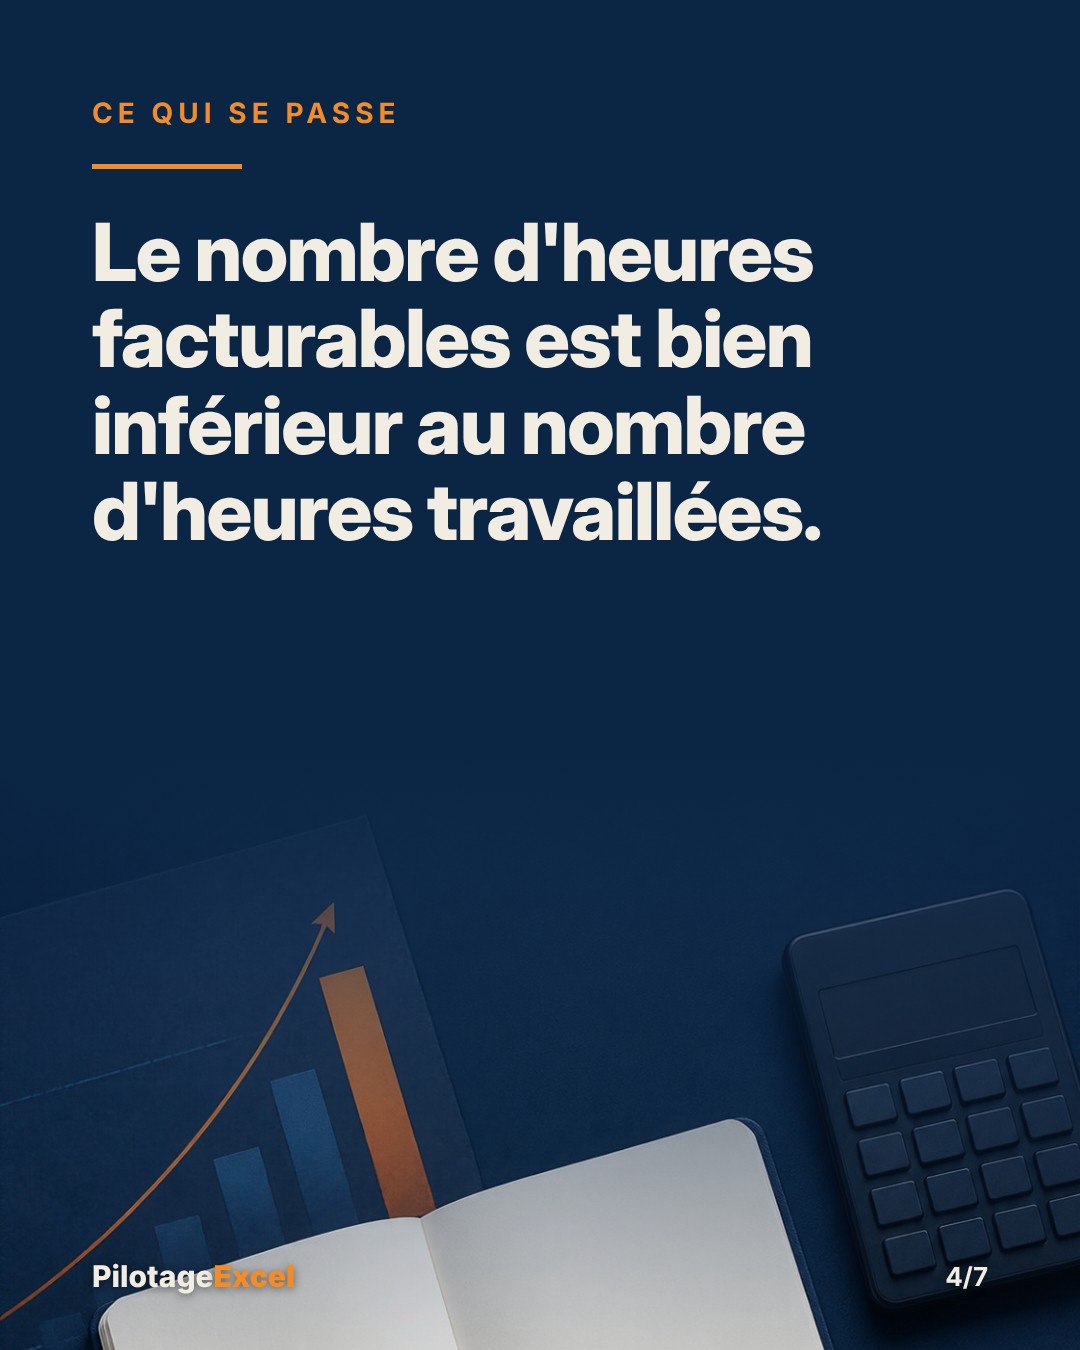 CE QUI SE PASSE
Le nombre d'heures
facturables est bien
inférieur au nombre
d'heures travaillées.
PilotageExcel
4/7